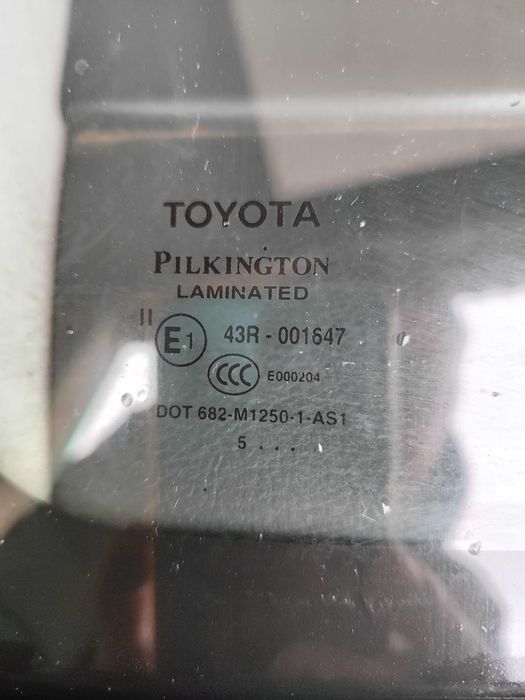 TOYOTA
PILKINGTON
LAMINATED
II
E1 43R - 001647
CCC E000204
DOT 682-M1250-1-AS1
5 . . .